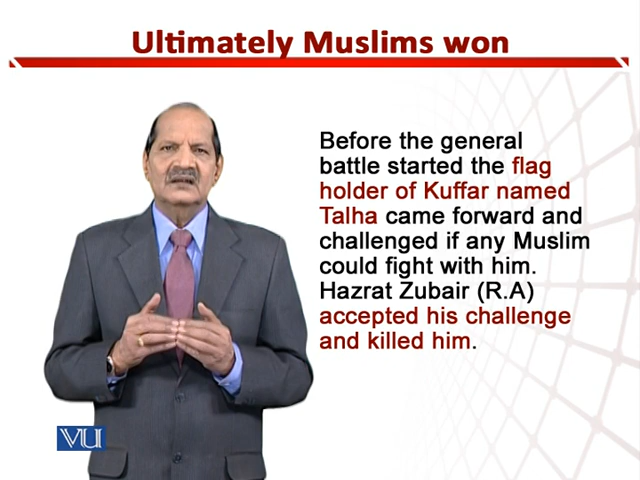 Ultimately Muslims won
Before the general
battle started the flag
holder of Kuffar named
Talha came forward and
challenged if any Muslim
could fight with him.
Hazrat Zubair (R.A)
accepted his challenge
and killed him.
VU